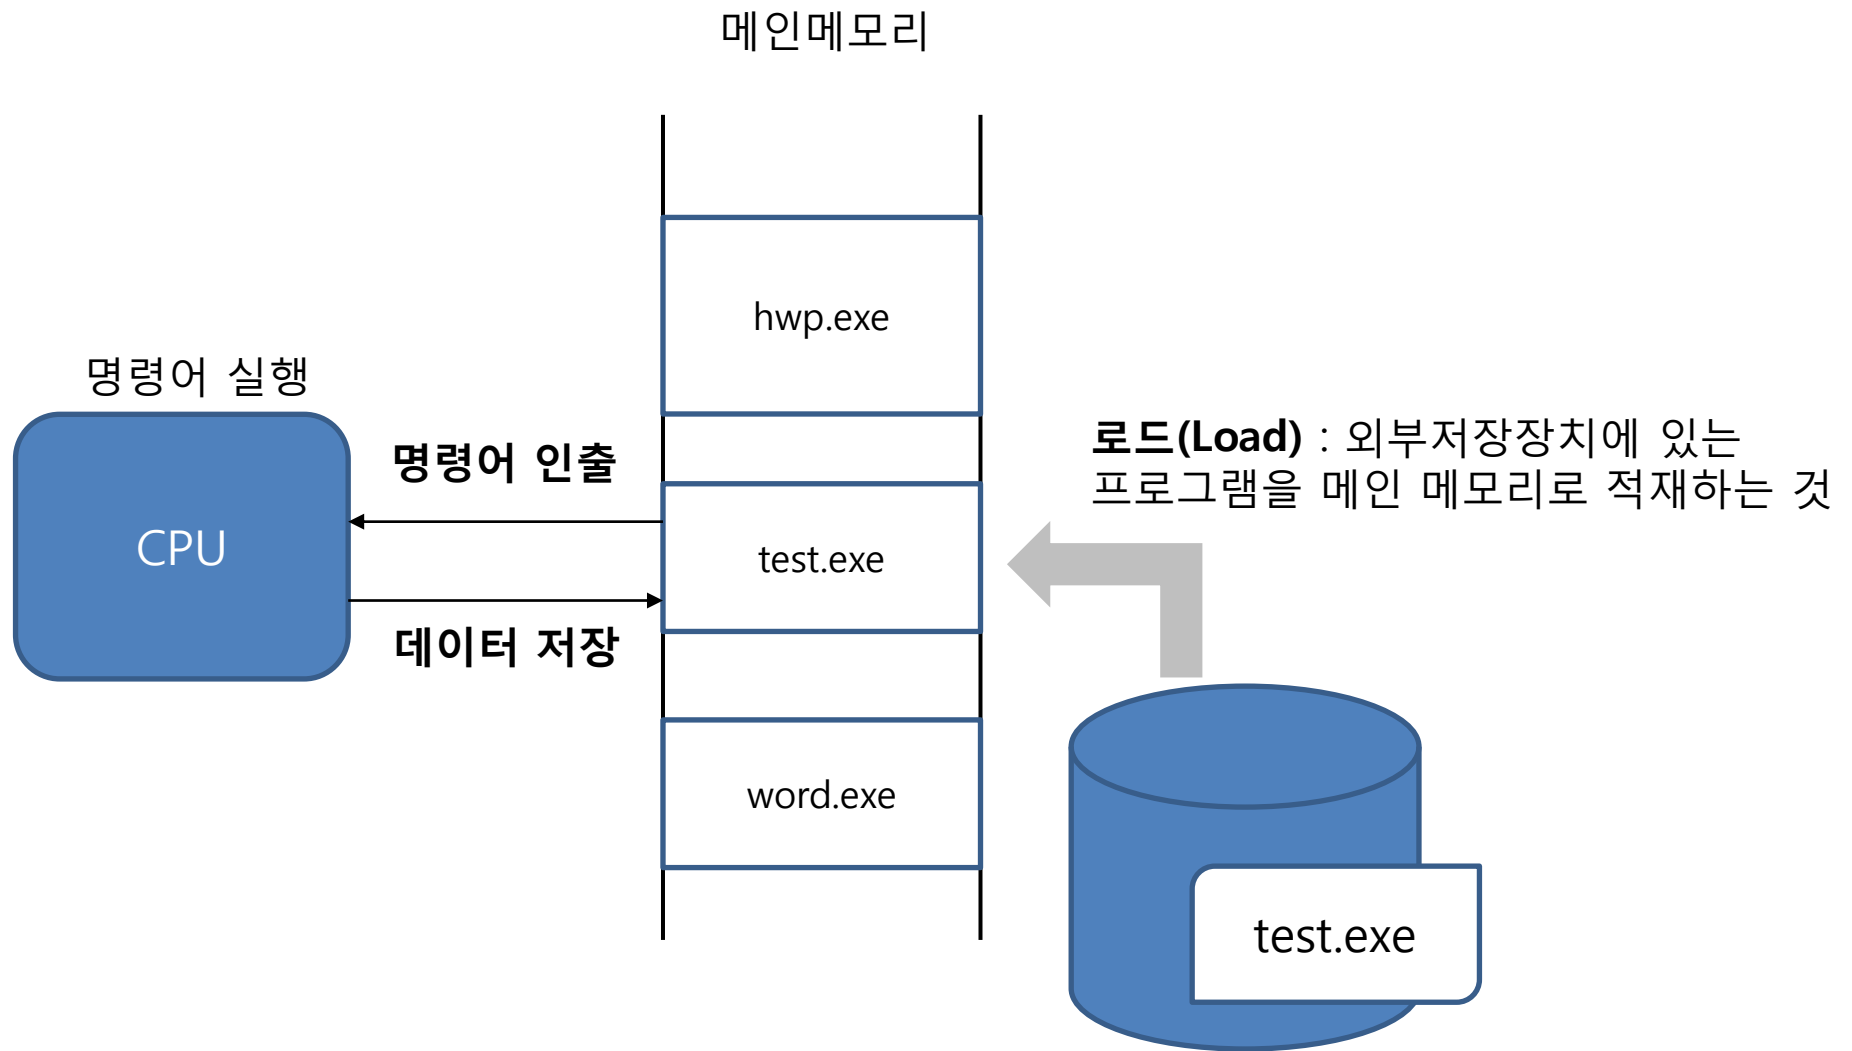 메인메모리
hwp.exe
명령어 실행
CPU
명령어 인출
데이터 저장
test.exe
word.exe
로드(Load) : 외부저장장치에 있는
프로그램을 메인 메모리로 적재하는 것
test.exe